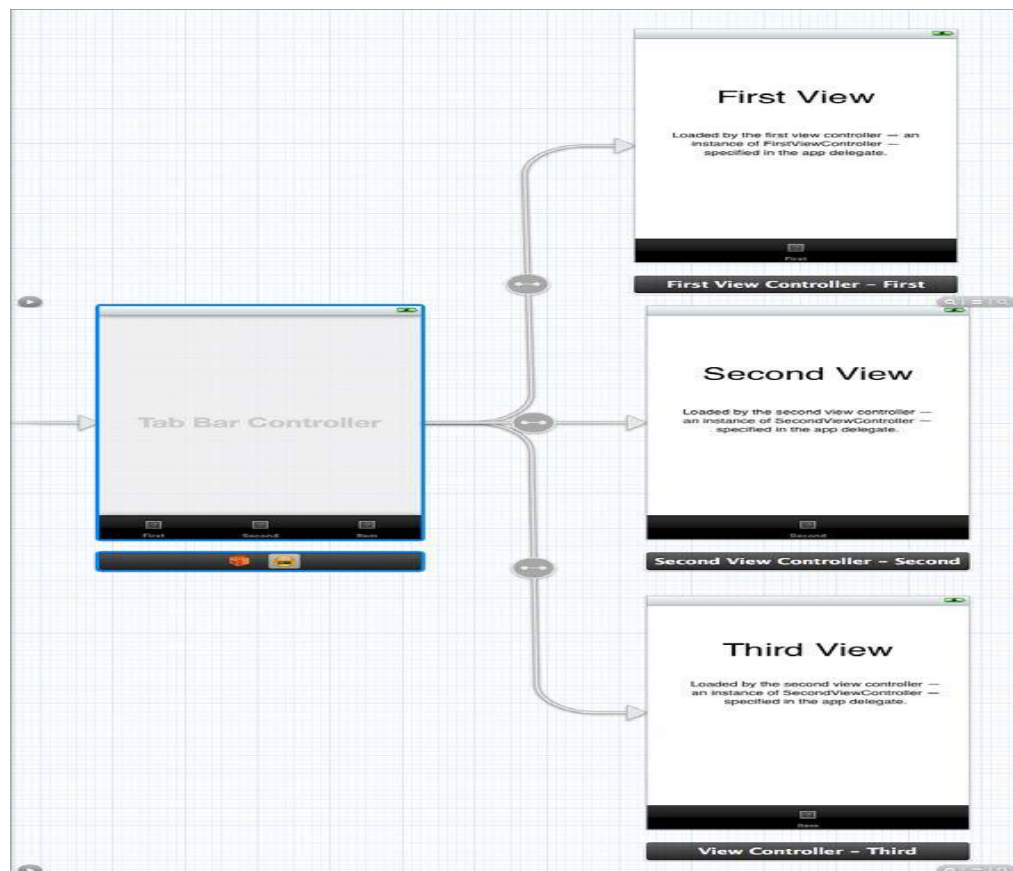 First View
Loaded by the first view controller — an
instance of FirstViewController —
specified in the app delegate.
First
First View Controller – First
Tab Bar Controller
First
Second
Item
Second View
Loaded by the second view controller —
an instance of SecondViewController —
specified in the app delegate.
Second
Second View Controller – Second
Third View
Loaded by the second view controller —
an instance of SecondViewController —
specified in the app delegate.
Item
View Controller – Third